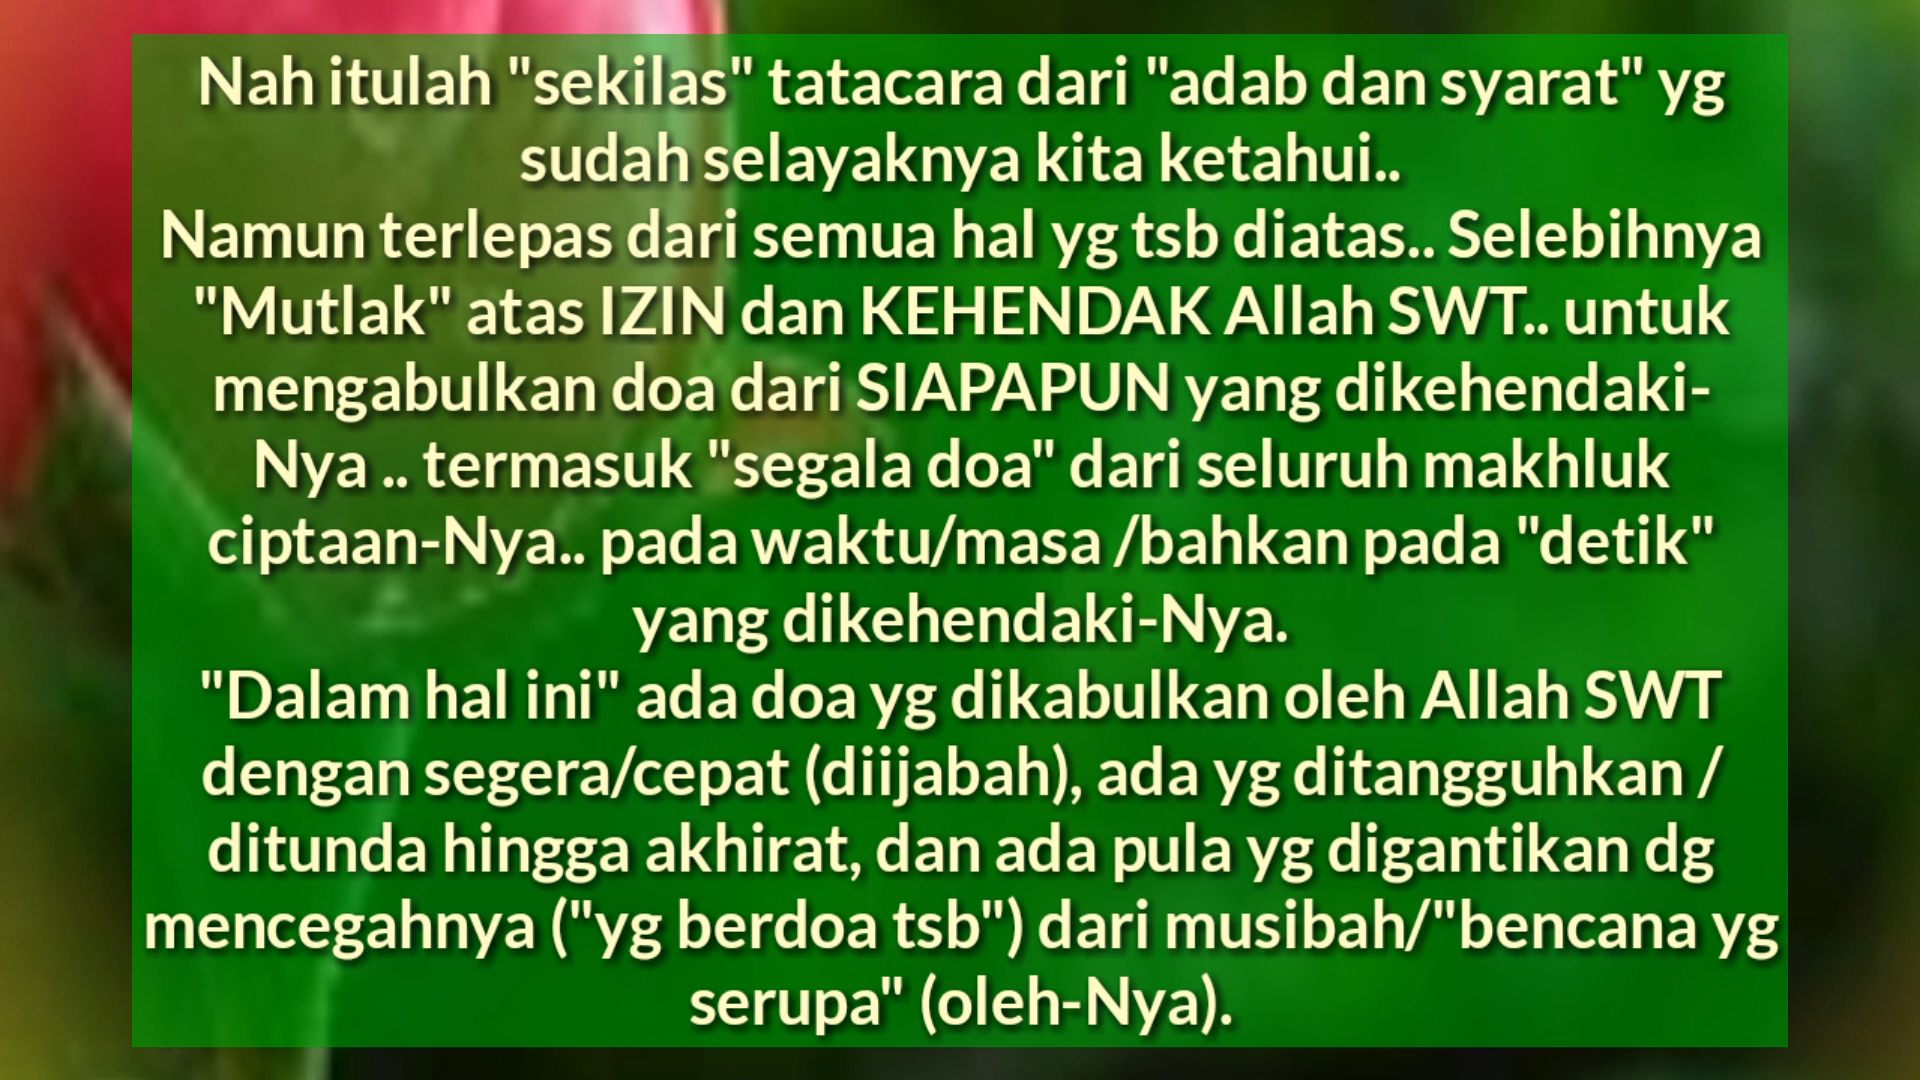 Nah itulah "sekilas" tatacara dari "adab dan syarat" yg
sudah selayaknya kita ketahui..
Namun terlepas dari semua hal yg tsb diatas.. Selebihnya
"Mutlak" atas IZIN dan KEHENDAK Allah SWT.. untuk
mengabulkan doa dari SIAPAPUN yang dikehendaki-
Nya .. termasuk "segala doa" dari seluruh makhluk
ciptaan-Nya.. pada waktu/masa /bahkan pada "detik"
yang dikehendaki-Nya.
"Dalam hal ini" ada doa yg dikabulkan oleh Allah SWT
dengan segera/cepat (diijabah), ada yg ditangguhkan /
ditunda hingga akhirat, dan ada pula yg digantikan dg
mencegahnya ("yg berdoa tsb") dari musibah/"bencana yg
serupa" (oleh-Nya).